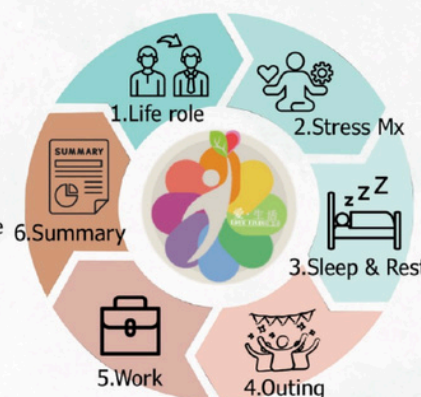 1.Life role
2.Stress Mx
3.Sleep & Rest
4.Outing
5.Work
SUMMARY
6.Summary
e